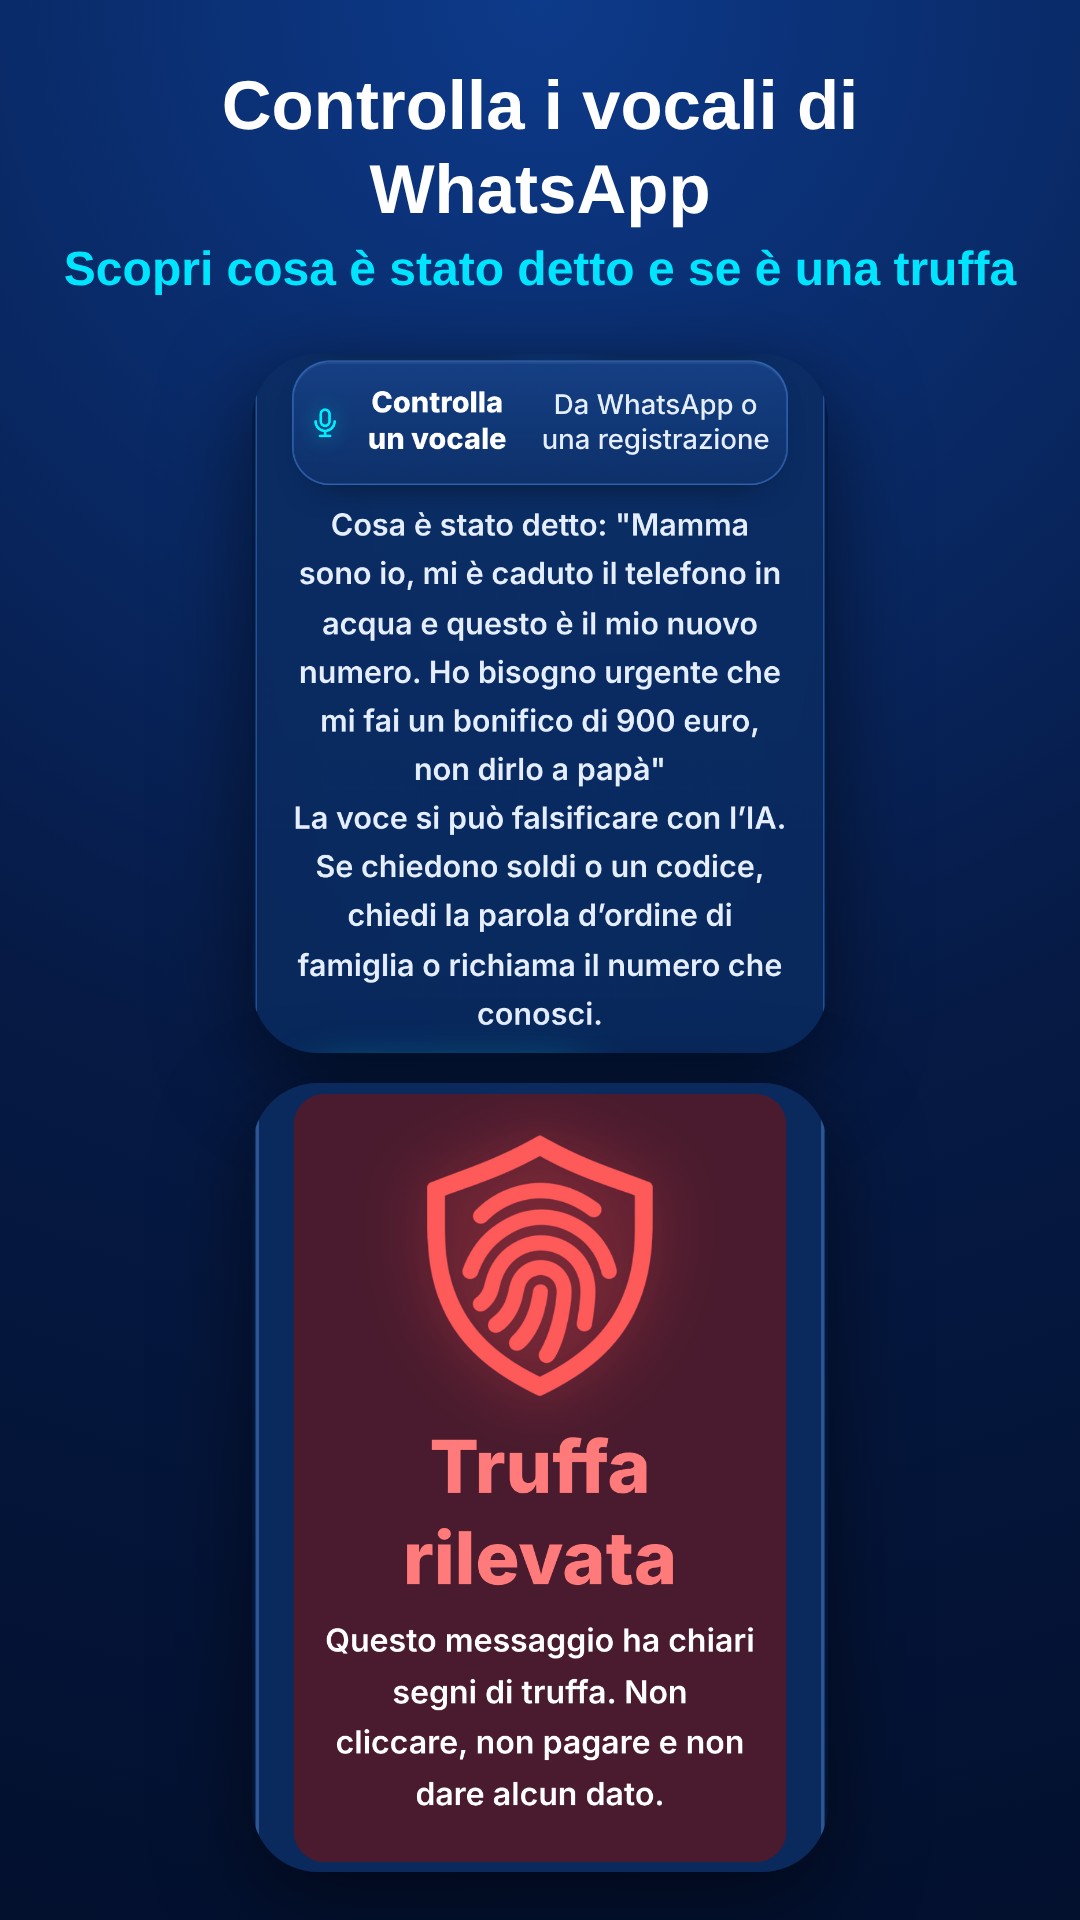 Controlla i vocali di
WhatsApp
Scopri cosa è stato detto e se è una truffa
Controlla
un vocale
Da WhatsApp o
una registrazione
Cosa è stato detto: "Mamma
sono io, mi è caduto il telefono in
acqua e questo è il mio nuovo
numero. Ho bisogno urgente che
mi fai un bonifico di 900 euro,
non dirlo a papà"
La voce si può falsificare con l’IA.
Se chiedono soldi o un codice,
chiedi la parola d’ordine di
famiglia o richiama il numero che
conosci.
Truffa
rilevata
Questo messaggio ha chiari
segni di truffa. Non
cliccare, non pagare e non
dare alcun dato.